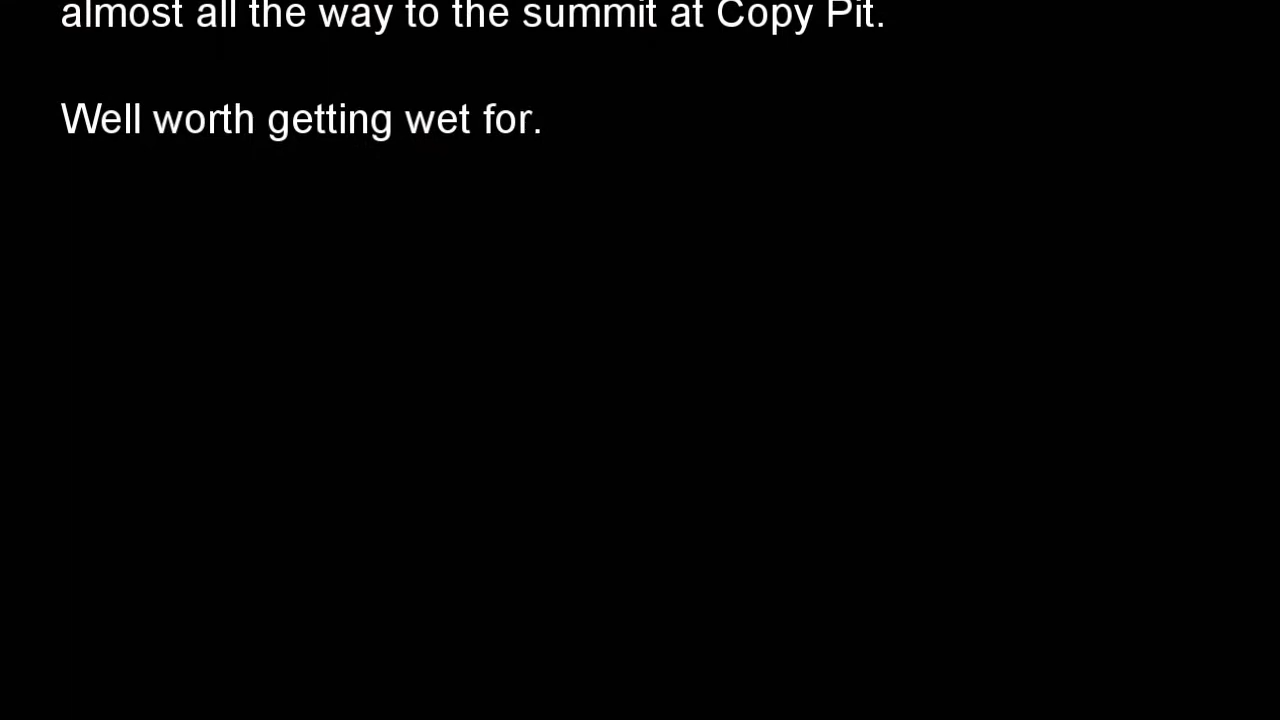 almost all the way to the summit at Copy Pit.
Well worth getting wet for.